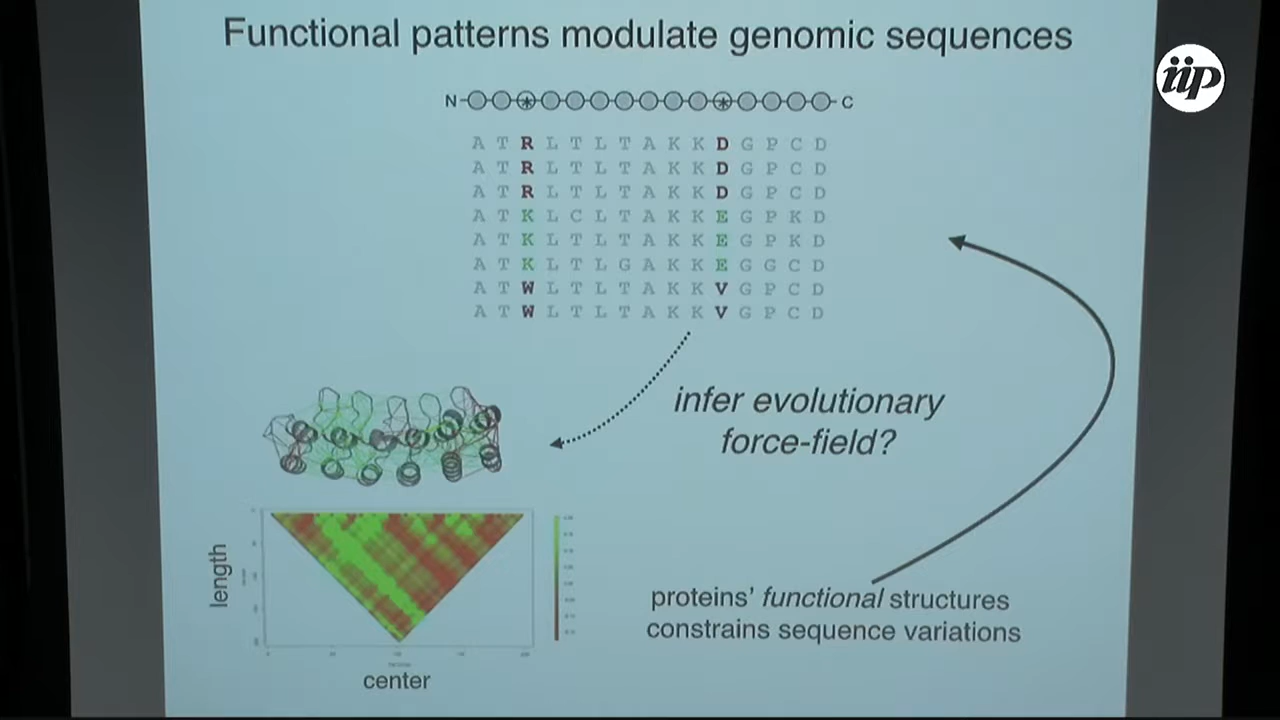 Functional patterns modulate genomic sequences
iip
N C
A T R L T L T A K K D G P C D
A T R L T L T A K K D G P C D
A T R L T L T A K K D G P C D
A T K L C L T A K K E G P K D
A T K L T L T A K K E G P K D
A T K L T L G A K K E G G C D
A T W L T L T A K K V G P C D
A T W L T L T A K K V G P C D
infer evolutionary
force-field?
length
center
proteins' functional structures
constrains sequence variations